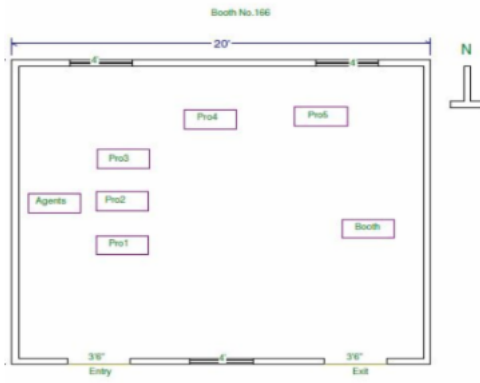 Booth No.166
20'
N
4'
4'
Pro4
Pro5
Pro3
Agents
Pro2
Booth
Pro1
3'6"
4'
3'6"
Entry
Exit